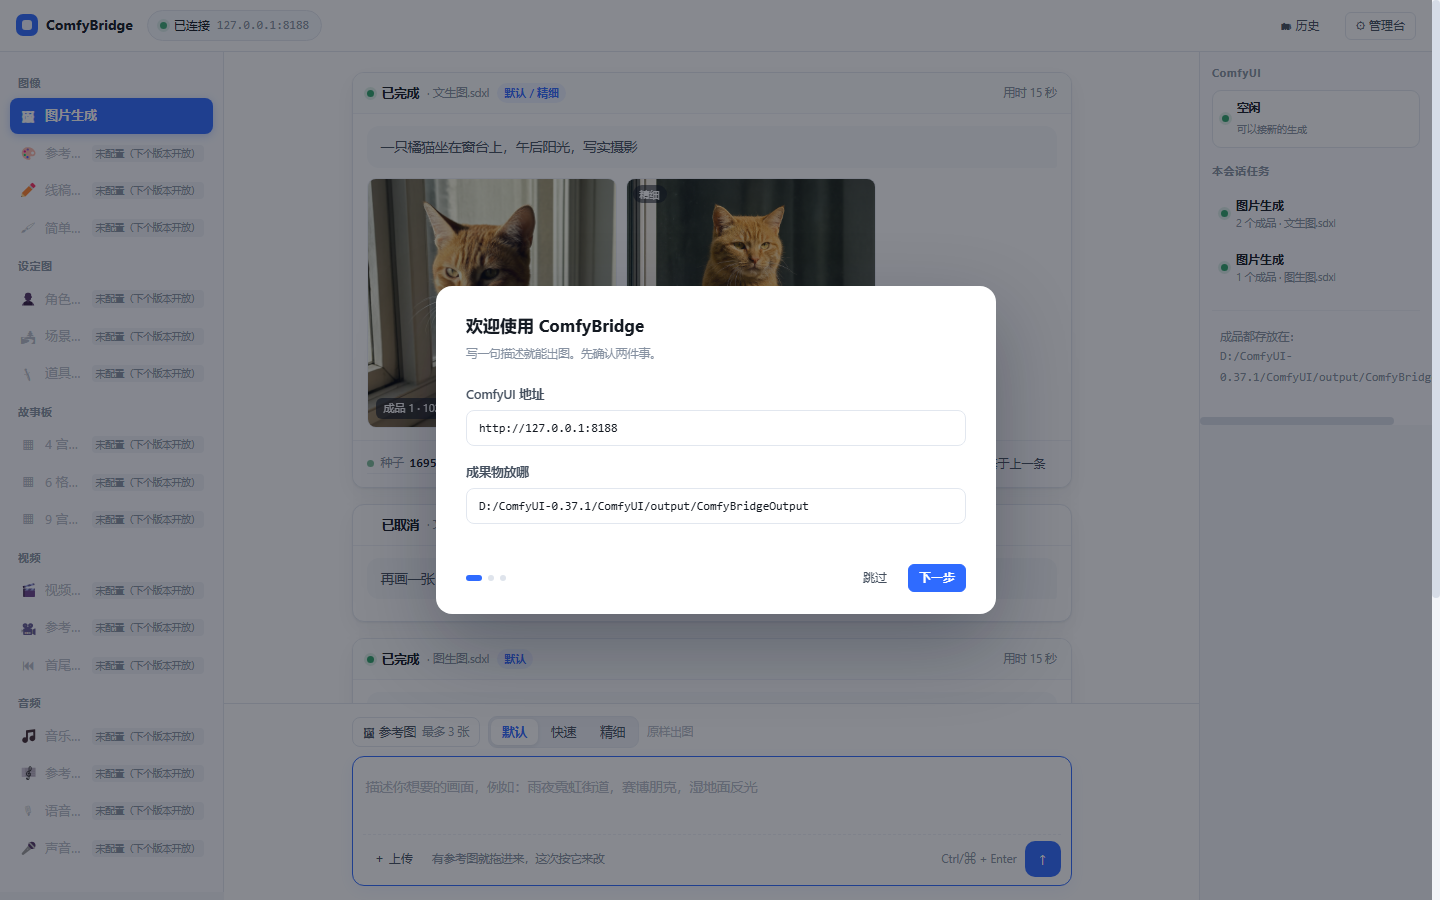 ComfyBridge
已连接 127.0.0.1:8188
历史
管理台
图像
图片生成
参考... 未配置（下个版本开放）
线稿... 未配置（下个版本开放）
简单... 未配置（下个版本开放）
设定图
角色... 未配置（下个版本开放）
场景... 未配置（下个版本开放）
道具... 未配置（下个版本开放）
故事板
4 宫... 未配置（下个版本开放）
6 格... 未配置（下个版本开放）
9 宫... 未配置（下个版本开放）
视频
视频... 未配置（下个版本开放）
参考... 未配置（下个版本开放）
首尾... 未配置（下个版本开放）
音频
音乐... 未配置（下个版本开放）
参考... 未配置（下个版本开放）
语音... 未配置（下个版本开放）
声音... 未配置（下个版本开放）
已完成 · 文生图.sdxl 默认 / 精细 用时 15 秒
一只橘猫坐在窗台上，午后阳光，写实摄影
精细
成品 1 · 10
种子 1695
于上一条
已取消
再画一张
已完成 · 图生图.sdxl 默认 用时 15 秒
欢迎使用 ComfyBridge
写一句描述就能出图。先确认两件事。
ComfyUI 地址
http://127.0.0.1:8188
成果物放哪
D:/ComfyUI-0.37.1/ComfyUI/output/ComfyBridgeOutput
跳过
下一步
参考图 最多 3 张 默认 快速 精细 原样出图
描述你想要的画面，例如：雨夜霓虹街道，赛博朋克，湿地面反光
+ 上传 有参考图就拖进来，这次按它来改 Ctrl/⌘ + Enter ↑
ComfyUI
空闲
可以接新的生成
本会话任务
图片生成
2 个成品 · 文生图.sdxl
图片生成
1 个成品 · 图生图.sdxl
成品都存放在:
D:/ComfyUI-
0.37.1/ComfyUI/output/ComfyBridg